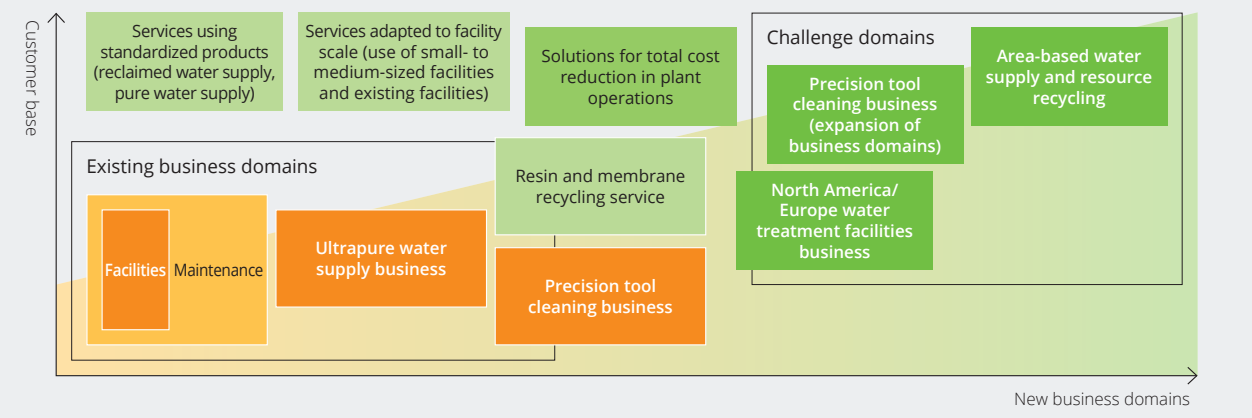 Customer base
Services using
standardized products
(reclaimed water supply,
pure water supply)
Services adapted to facility
scale (use of small- to
medium-sized facilities
and existing facilities)
Solutions for total cost
reduction in plant
operations
Challenge domains
Precision tool
cleaning business
(expansion of
business domains)
Area-based water
supply and resource
recycling
North America/
Europe water
treatment facilities
business
Existing business domains
Facilities
Maintenance
Ultrapure water
supply business
Resin and membrane
recycling service
Precision tool
cleaning business
New business domains